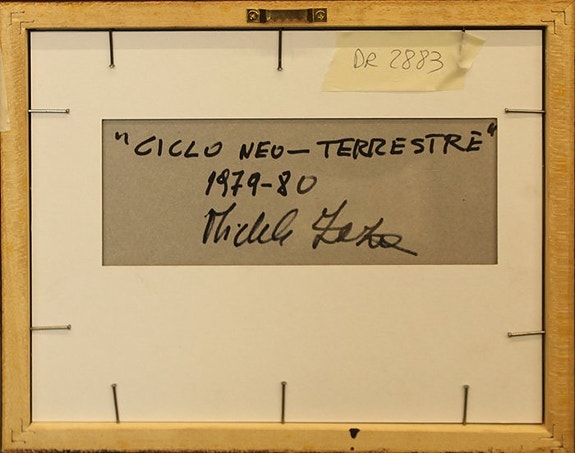 DR 2883
"CICLO NEO-TERRESTRE"
1979-80
Michele Zaza